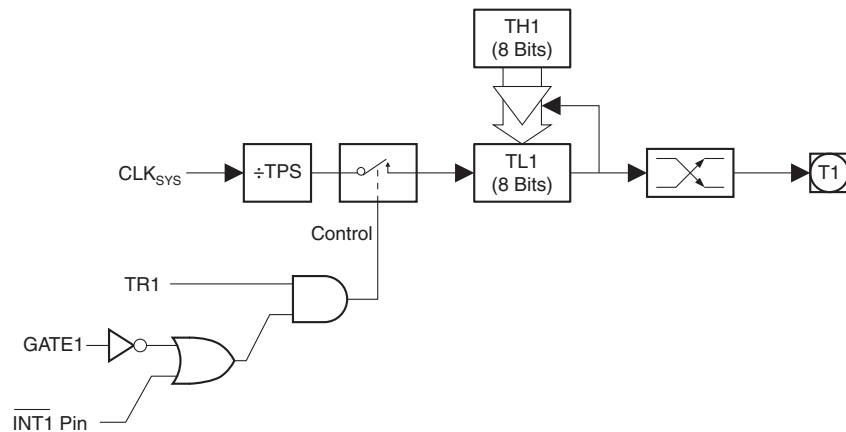 TH1
(8 Bits)
CLKSYS
÷TPS
TL1
(8 Bits)
T1
Control
TR1
GATE1
INT1 Pin